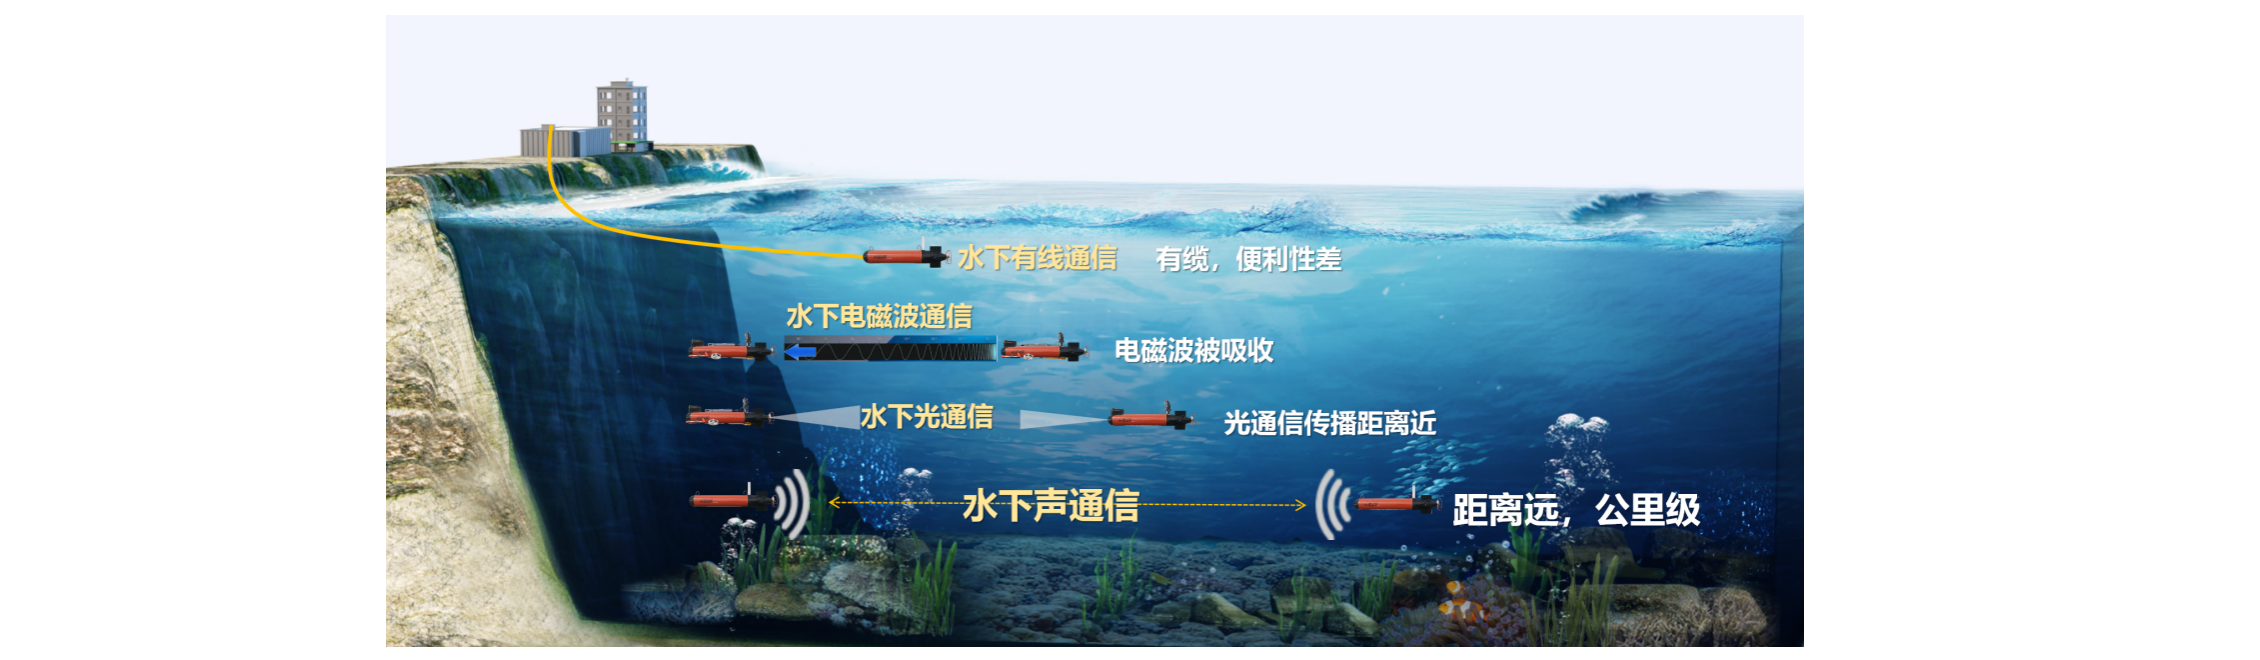 水下有线通信 有缆，便利性差
水下电磁波通信
电磁波被吸收
水下光通信
光通信传播距离近
水下声通信
距离远，公里级